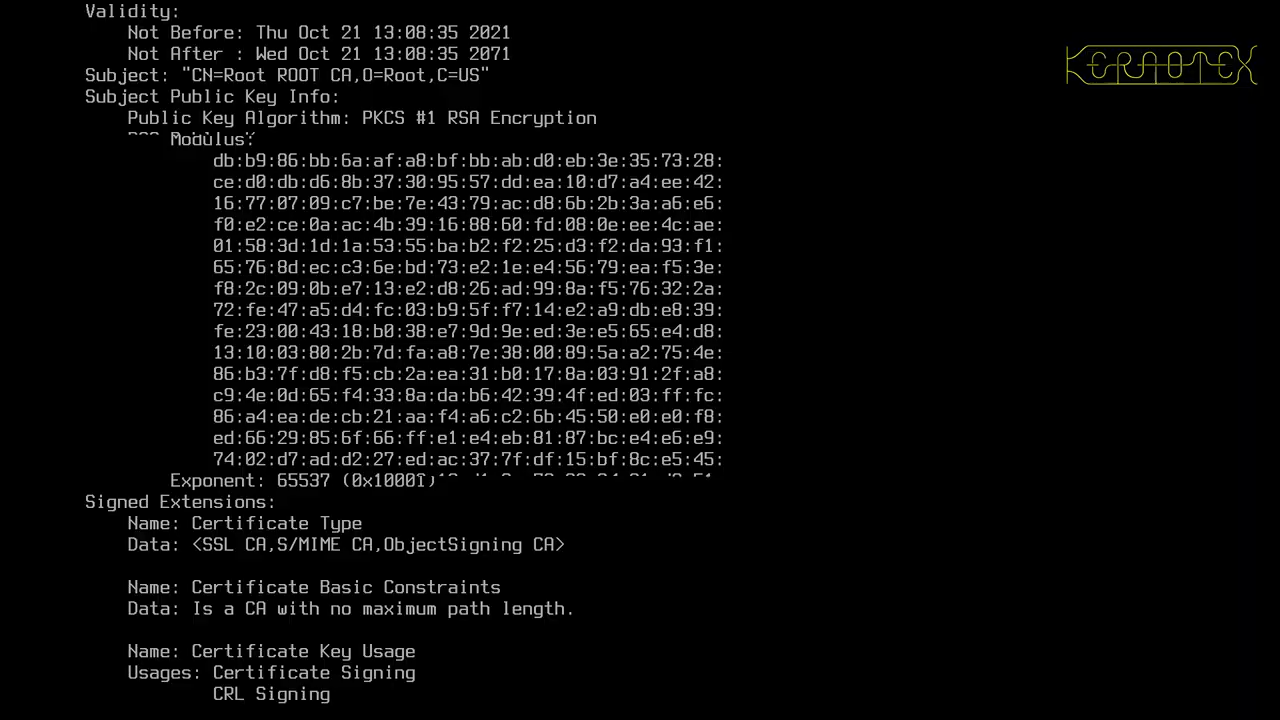 Validity:
Not Before: Thu Oct 21 13:08:35 2021
Not After : Wed Oct 21 13:08:35 2071
Subject: "CN=Root ROOT CA,O=Root,C=US"
Subject Public Key Info:
Public Key Algorithm: PKCS #1 RSA Encryption
Modulus:
db:b9:86:bb:6a:af:a8:bf:bb:ab:d0:eb:3e:35:73:28:
ce:d0:db:d6:8b:37:30:95:57:dd:ea:10:d7:a4:ee:42:
16:77:07:09:c7:be:7e:43:79:ac:d8:6b:2b:3a:a6:e6:
f0:e2:ce:0a:ac:4b:39:16:88:60:fd:08:0e:ee:4c:ae:
01:58:3d:1d:1a:53:55:ba:b2:f2:25:d3:f2:da:93:f1:
65:76:8d:ec:c3:6e:bd:73:e2:1e:e4:56:79:ea:f5:3e:
f8:2c:09:0b:e7:13:e2:d8:26:ad:99:8a:f5:76:32:2a:
72:fe:47:a5:d4:fc:03:b9:5f:f7:14:e2:a9:db:e8:39:
fe:23:00:43:18:b0:38:e7:9d:9e:ed:3e:e5:65:e4:d8:
13:10:03:80:2b:7d:fa:a8:7e:38:00:89:5a:a2:75:4e:
86:b3:7f:d8:f5:cb:2a:ea:31:b0:17:8a:03:91:2f:a8:
c9:4e:0d:65:f4:33:8a:da:b6:42:39:4f:ed:03:ff:fc:
86:a4:ea:de:cb:21:aa:f4:a6:c2:6b:45:50:e0:e0:f8:
ed:66:29:85:6f:66:ff:e1:e4:eb:81:87:bc:e4:e6:e9:
74:02:d7:ad:d2:27:ed:ac:37:7f:df:15:bf:8c:e5:45:
Exponent: 65537 (0x10001)
Signed Extensions:
Name: Certificate Type
Data: <SSL CA,S/MIME CA,ObjectSigning CA>
Name: Certificate Basic Constraints
Data: Is a CA with no maximum path length.
Name: Certificate Key Usage
Usages: Certificate Signing
CRL Signing